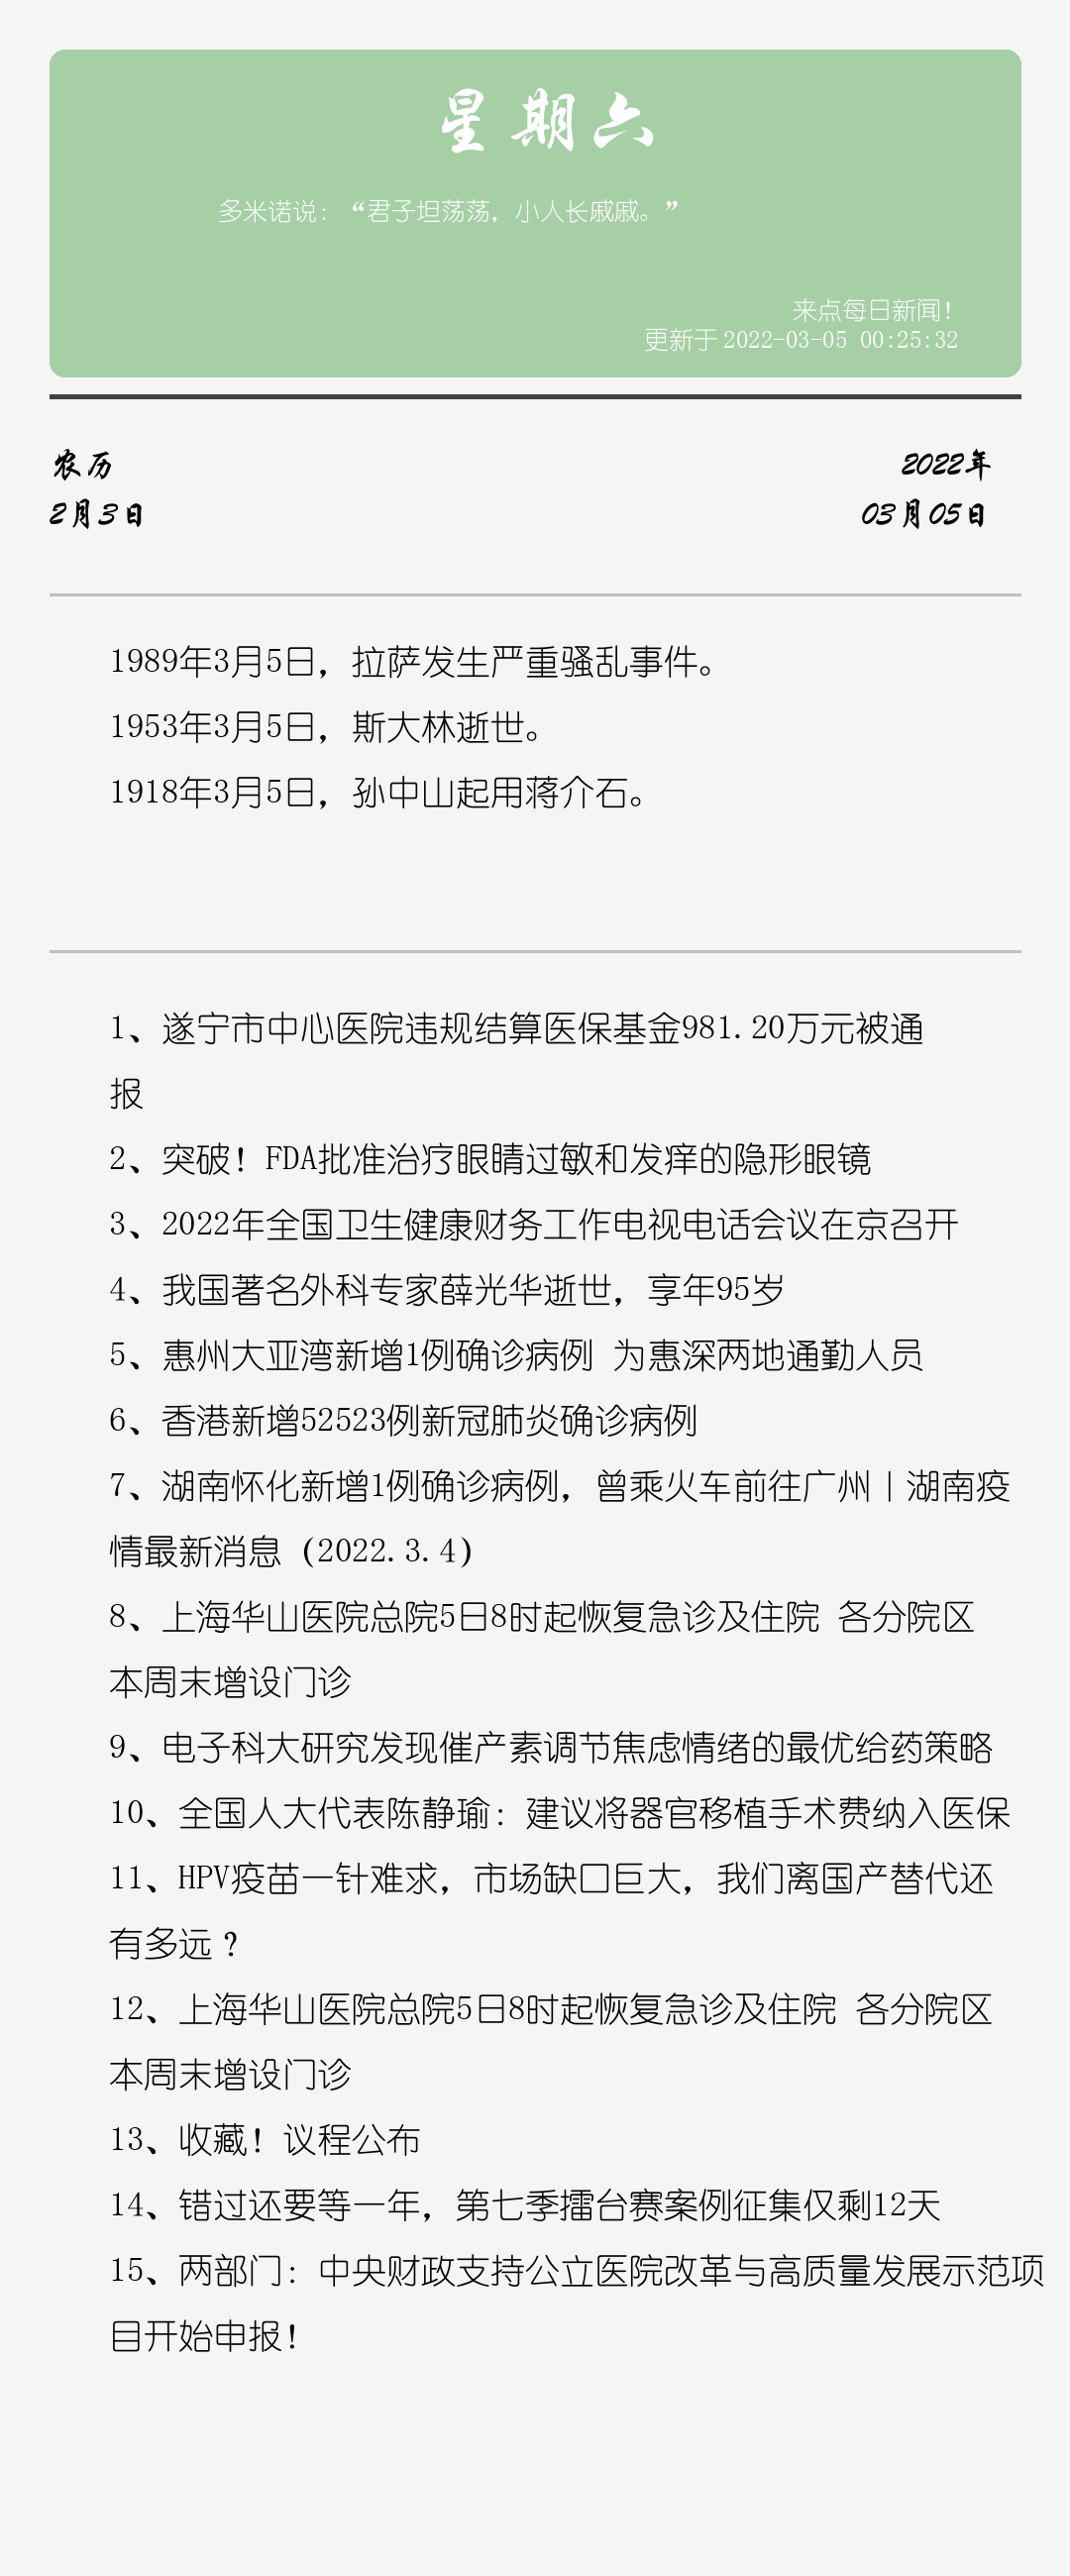 星期六
多米诺说：“君子坦荡荡，小人长戚戚。”
来点每日新闻！
更新于 2022-03-05 00:25:32
农历
2022年
2月3日
03月05日
1989年3月5日，拉萨发生严重骚乱事件。
1953年3月5日，斯大林逝世。
1918年3月5日，孙中山起用蒋介石。
1、遂宁市中心医院违规结算医保基金981.20万元被通
报
2、突破！FDA批准治疗眼睛过敏和发痒的隐形眼镜
3、2022年全国卫生健康财务工作电视电话会议在京召开
4、我国著名外科专家薛光华逝世，享年95岁
5、惠州大亚湾新增1例确诊病例 为惠深两地通勤人员
6、香港新增52523例新冠肺炎确诊病例
7、湖南怀化新增1例确诊病例，曾乘火车前往广州丨湖南疫
情最新消息（2022.3.4）
8、上海华山医院总院5日8时起恢复急诊及住院 各分院区
本周末增设门诊
9、电子科大研究发现催产素调节焦虑情绪的最优给药策略
10、全国人大代表陈静瑜：建议将器官移植手术费纳入医保
11、HPV疫苗一针难求，市场缺口巨大，我们离国产替代还
有多远？
12、上海华山医院总院5日8时起恢复急诊及住院 各分院区
本周末增设门诊
13、收藏！议程公布
14、错过还要等一年，第七季擂台赛案例征集仅剩12天
15、两部门：中央财政支持公立医院改革与高质量发展示范项
目开始申报！